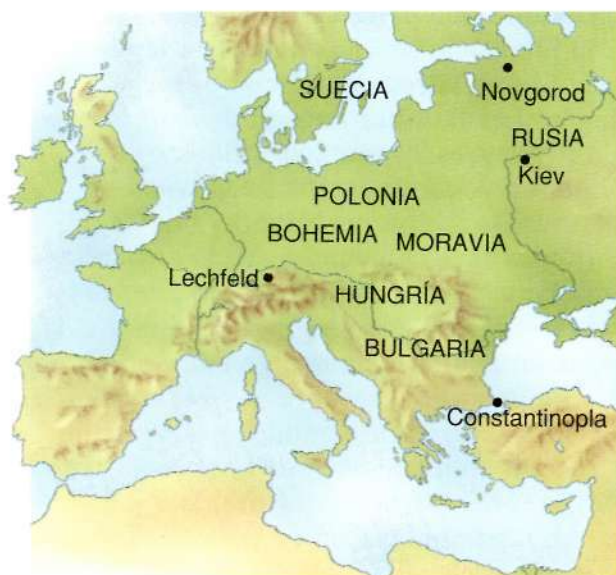 SUECIA
Novgorod
RUSIA
Kiev
POLONIA
BOHEMIA
MORAVIA
Lechfeld
HUNGRÍA
BULGARIA
Constantinopla